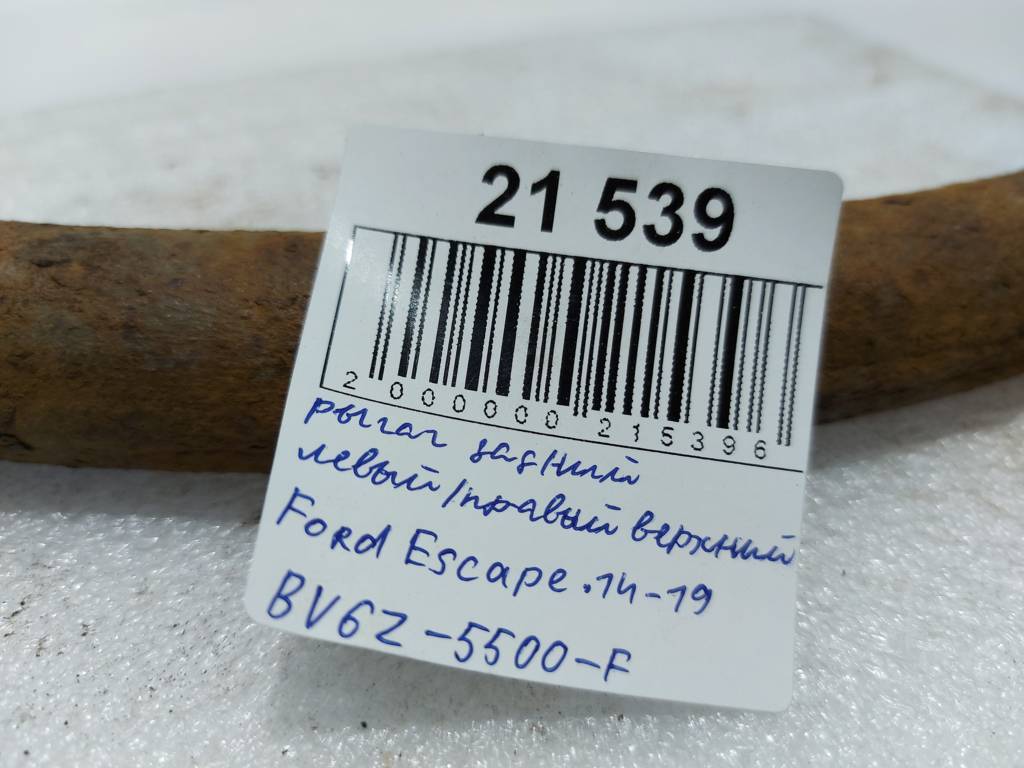 21 539
2 000000 215396
рычаг задний
левый/правый верхний
Ford Escape .14-19
BV6Z-5500-F